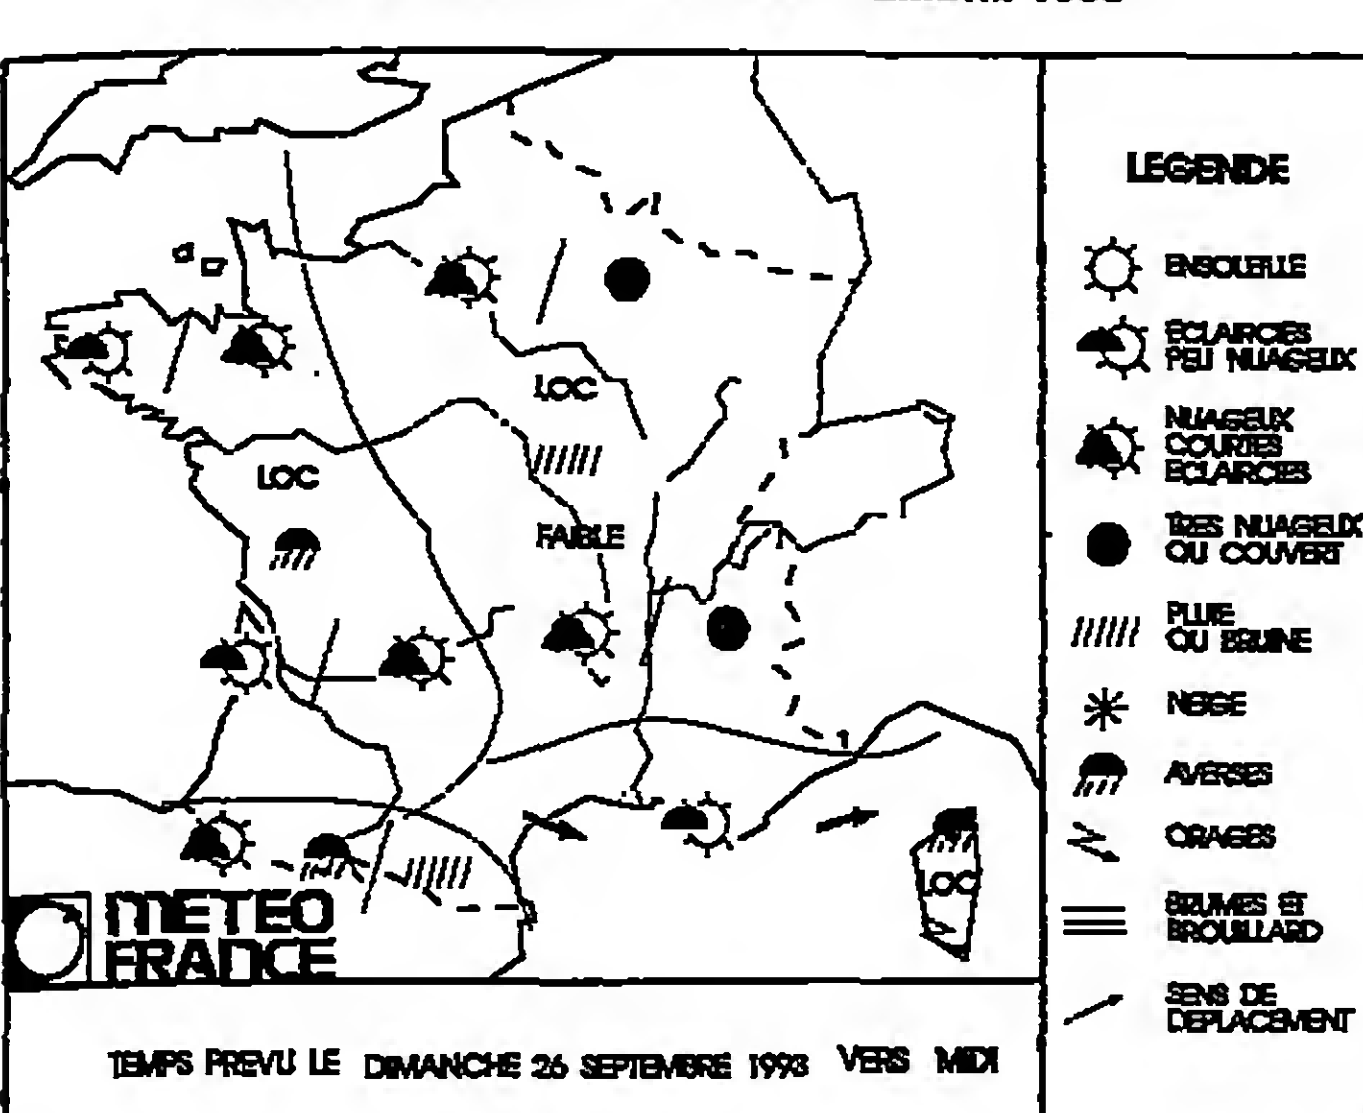 LOC
LOC
FAIBLE
LOC
METEO
FRANCE
TEMPS PREVU LE DIMANCHE 26 SEPTEMBRE 1993 VERS MIDI
LEGENDE
ENSOLEILLE
ECLAIRCIES
PEU NUAGEUX
NUAGEUX
COURTES
ECLAIRCIES
TRES NUAGEUX
OU COUVERT
PLUIE
OU BRUINE
NEIGE
AVERSES
ORAGES
BRUMES ET
BROUILLARD
SENS DE
DEPLACEMENT